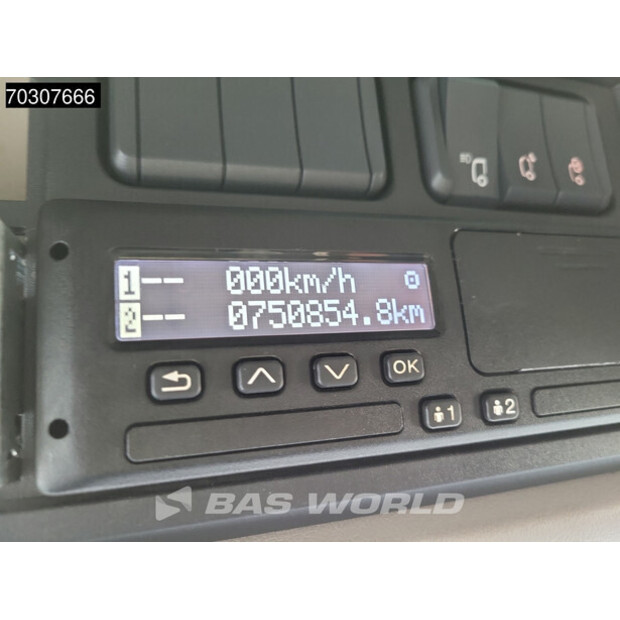 70307666
1-- 000km/h
2-- 0750854.8km
OK
1 2
BAS WORLD